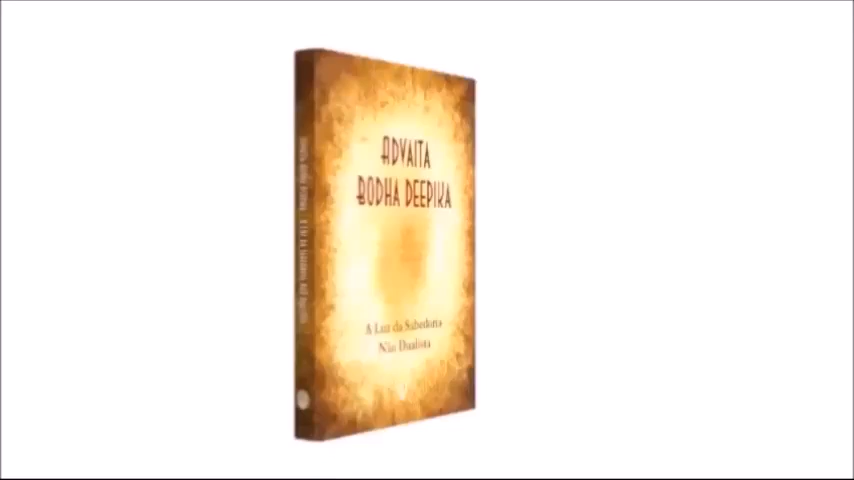 ADVAITA
BODHA DEEPIKA
A Luz da Sabedoria
Não Dualista